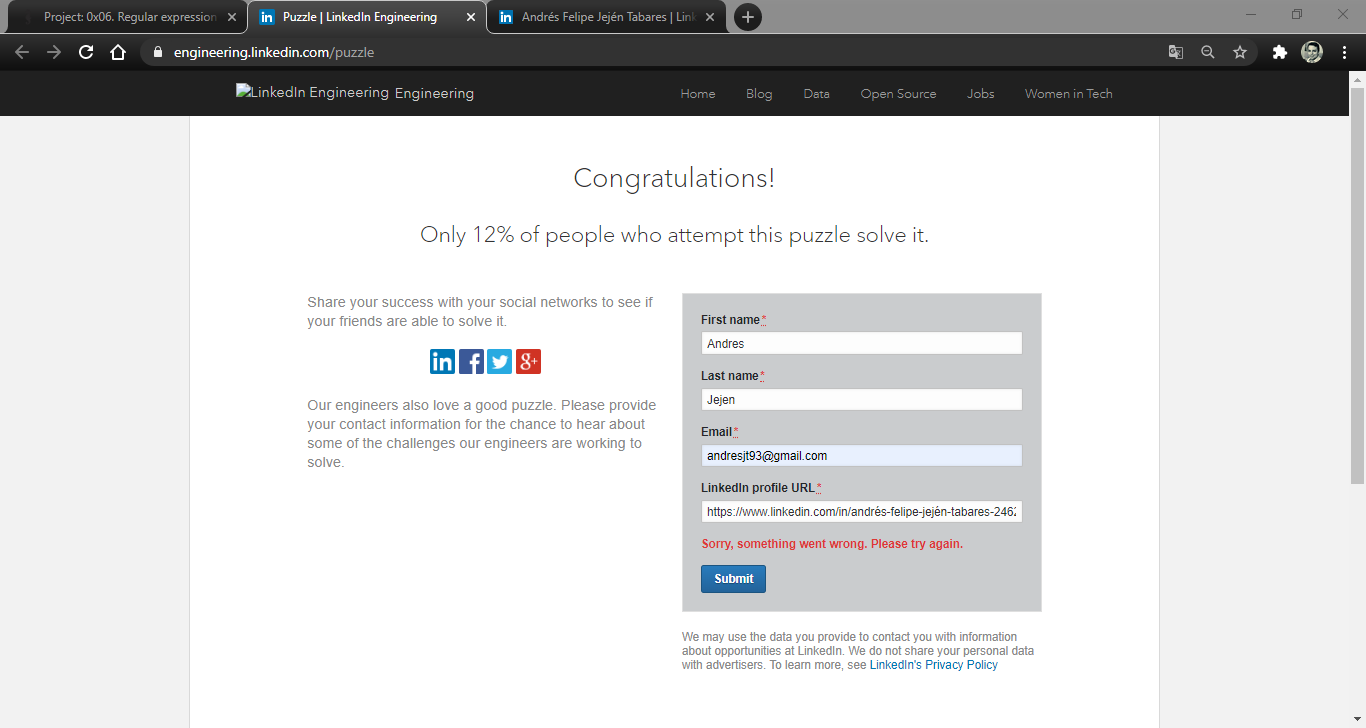 Project: 0x06. Regular expression
Puzzle | LinkedIn Engineering
Andrés Felipe Jején Tabares | Link
engineering.linkedin.com/puzzle
LinkedIn Engineering Engineering
Home Blog Data Open Source Jobs Women in Tech
Congratulations!
Only 12% of people who attempt this puzzle solve it.
Share your success with your social networks to see if
your friends are able to solve it.
in f g+
Our engineers also love a good puzzle. Please provide
your contact information for the chance to hear about
some of the challenges our engineers are working to
solve.
First name*
Andres
Last name*
Jejen
Email*
andresjt93@gmail.com
LinkedIn profile URL*
https://www.linkedin.com/in/andrés-felipe-jején-tabares-2462
Sorry, something went wrong. Please try again.
Submit
We may use the data you provide to contact you with information
about opportunities at LinkedIn. We do not share your personal data
with advertisers. To learn more, see LinkedIn's Privacy Policy